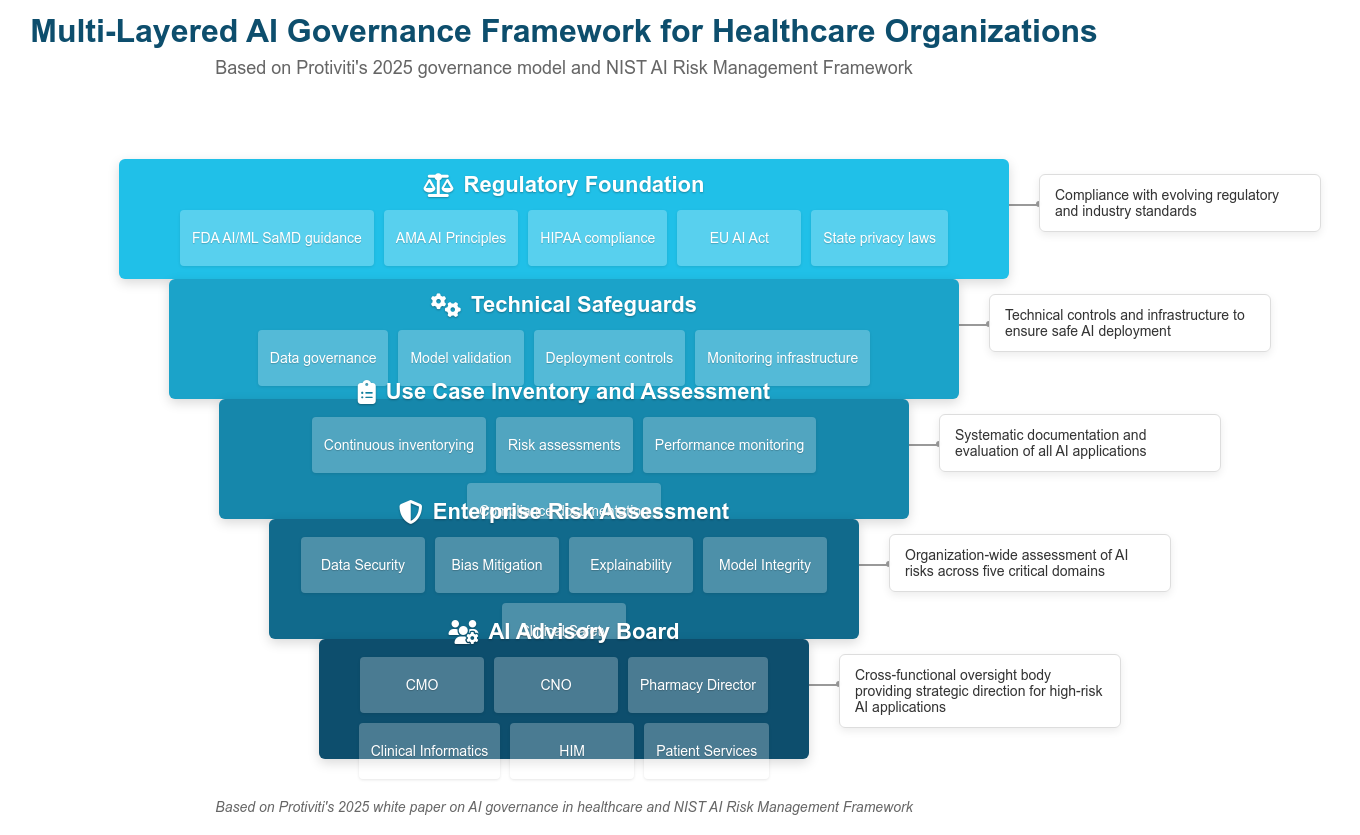 Multi-Layered AI Governance Framework for Healthcare Organizations
Based on Protiviti's 2025 governance model and NIST AI Risk Management Framework
Regulatory Foundation
FDA AI/ML SaMD guidance
AMA AI Principles
HIPAA compliance
EU AI Act
State privacy laws
Compliance with evolving regulatory
and industry standards
Technical Safeguards
Data governance
Model validation
Deployment controls
Monitoring infrastructure
Technical controls and infrastructure to
ensure safe AI deployment
Use Case Inventory and Assessment
Continuous inventorying
Risk assessments
Performance monitoring
Compliance documentation
Systematic documentation and
evaluation of all AI applications
Enterprise Risk Assessment
Data Security
Bias Mitigation
Explainability
Model Integrity
Clinical Safety
Organization-wide assessment of AI
risks across five critical domains
AI Advisory Board
CMO
CNO
Pharmacy Director
Clinical Informatics
HIM
Patient Services
Cross-functional oversight body
providing strategic direction for high-risk
AI applications
Based on Protiviti's 2025 white paper on AI governance in healthcare and NIST AI Risk Management Framework